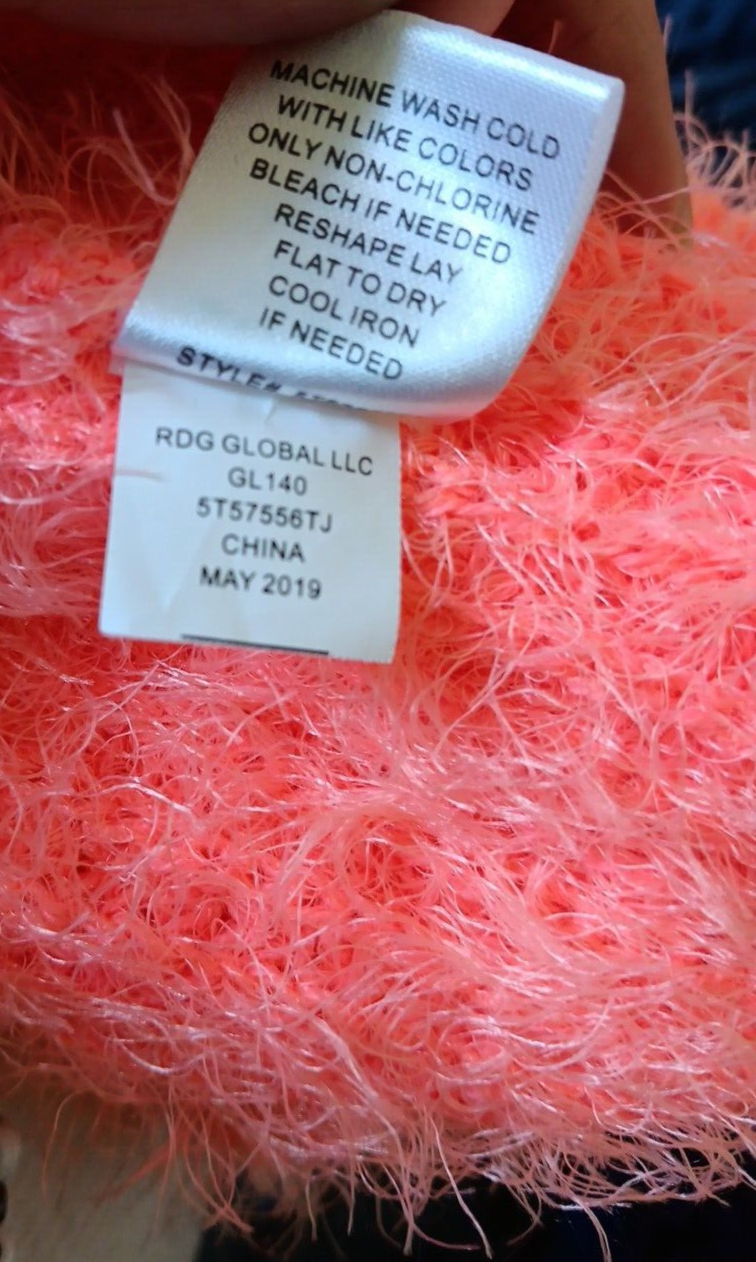 MACHINE WASH COLD
WITH LIKE COLORS
ONLY NON-CHLORINE
BLEACH IF NEEDED
RESHAPE LAY
FLAT TO DRY
COOL IRON
IF NEEDED
STYLE#
RDG GLOBAL LLC
GL140
5T57556TJ
CHINA
MAY 2019